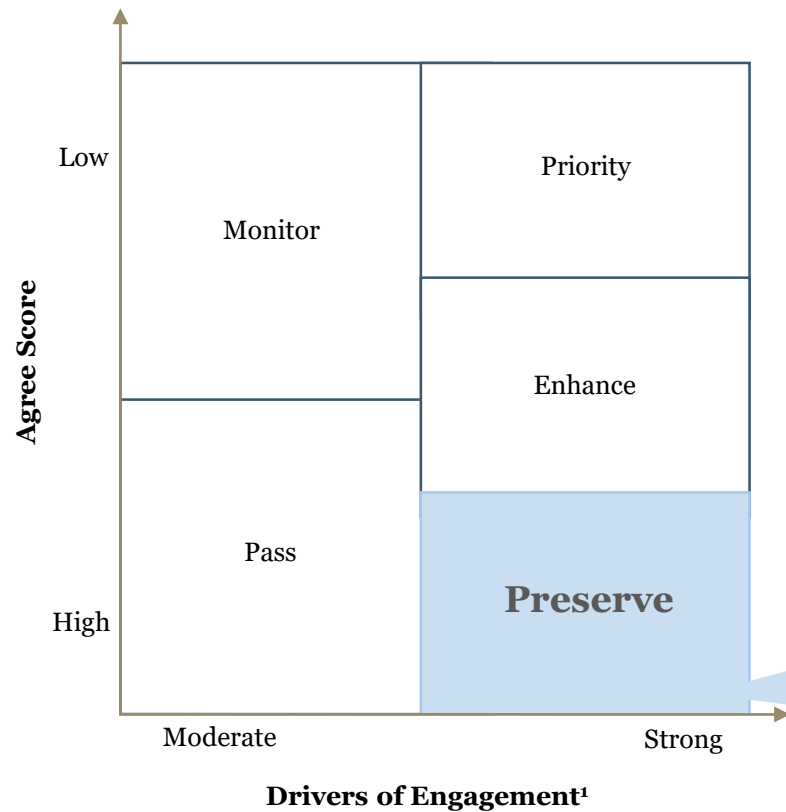 Low
Priority
Monitor
Agree Score
Enhance
Pass
Preserve
High
Moderate
Strong
Drivers of Engagement¹